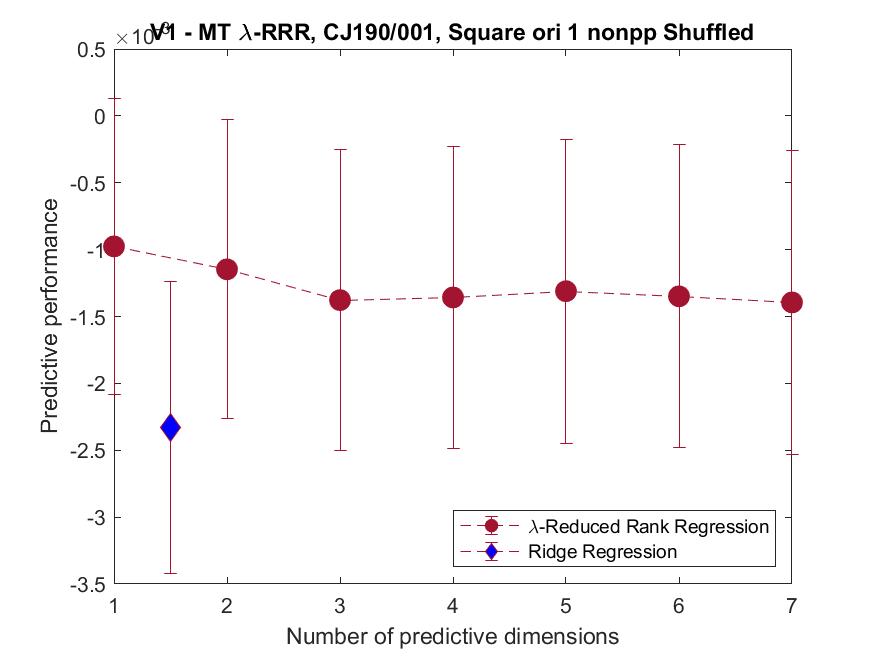 V1 - MT λ-RRR, CJ190/001, Square ori 1 nonpp Shuffled
×10⁻³
0.5
0
-0.5
-1
-1.5
-2
-2.5
-3
-3.5
Predictive performance
λ-Reduced Rank Regression
Ridge Regression
1 2 3 4 5 6 7
Number of predictive dimensions